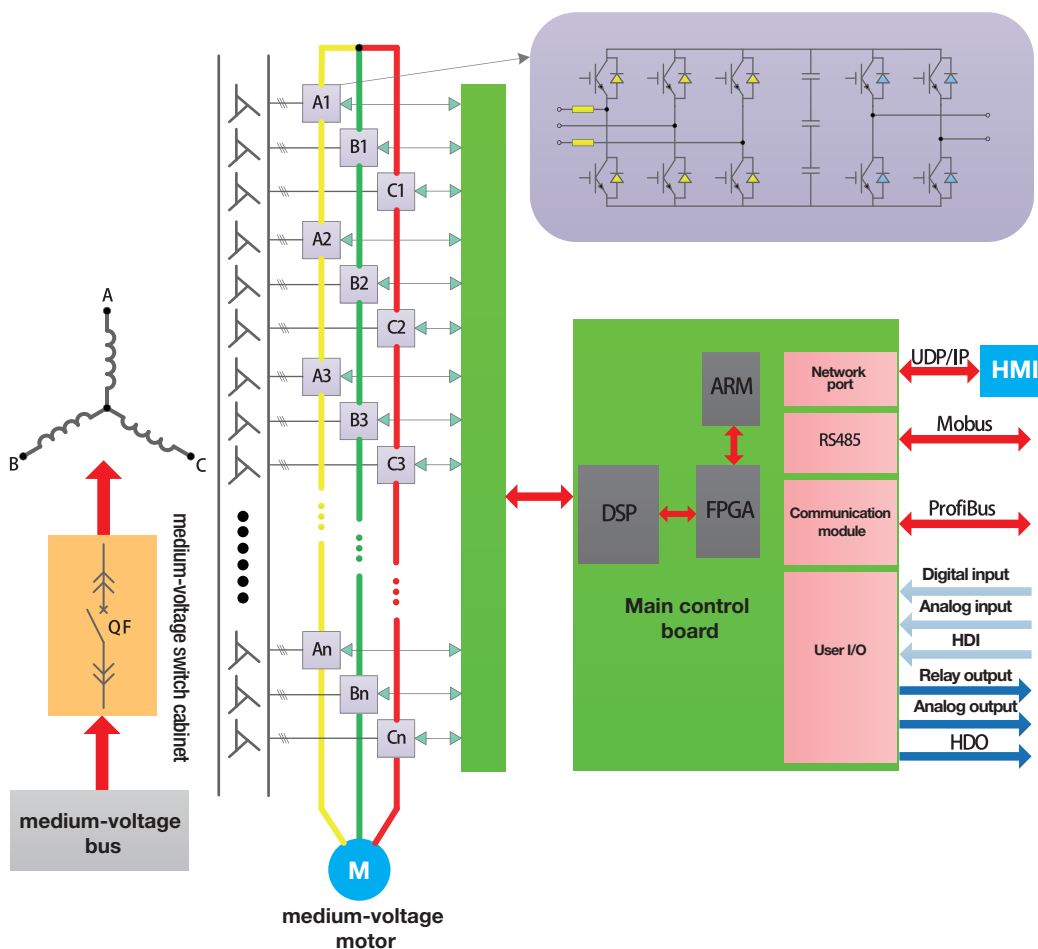 A
B
C
QF
medium-voltage switch cabinet
medium-voltage
bus
A1
B1
C1
A2
B2
C2
A3
B3
C3
An
Bn
Cn
M
medium-voltage
motor
DSP
FPGA
ARM
Main control
board
Network
port
RS485
Communication
module
User I/O
UDP/IP
HMI
Mobus
ProfiBus
Digital input
Analog input
HDI
Relay output
Analog output
HDO